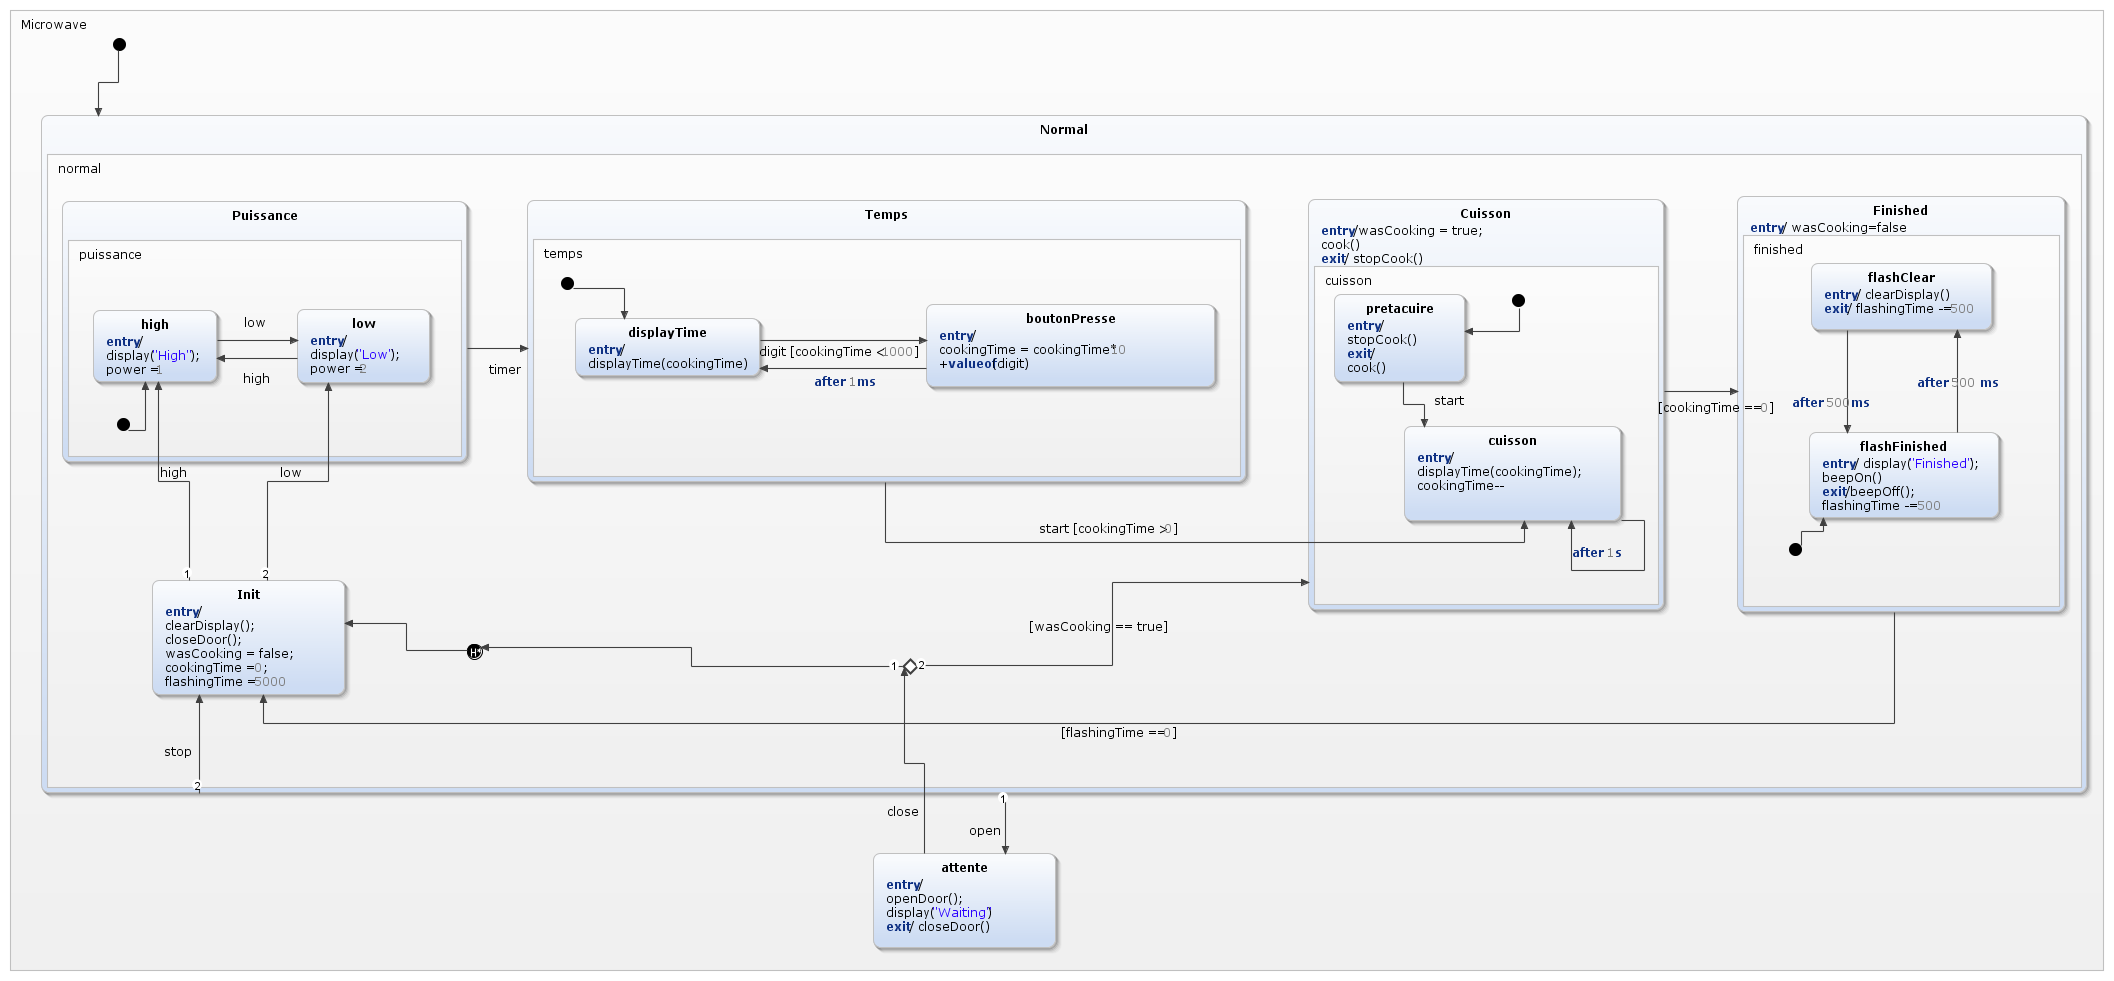 Microwave
Normal
normal
Puissance
puissance
high
entry/
display("High");
power =1
low
entry/
display("Low");
power =2
low
high
high
low
timer
Temps
temps
displayTime
entry/
displayTime(cookingTime)
digit [cookingTime <1000]
after 1 ms
boutonPresse
entry/
cookingTime = cookingTime*10
+valueof(digit)
Cuisson
entry/wasCooking = true;
cook()
exit/ stopCook()
cuisson
pretacuire
entry/
stopCook()
exit/
cook()
start
cuisson
entry/
displayTime(cookingTime);
cookingTime--
after 1 s
[cookingTime ==0]
Finished
entry/ wasCooking=false
finished
flashClear
entry/ clearDisplay()
exit/ flashingTime -=500
after 500 ms
after 500 ms
flashFinished
entry/ display("Finished");
beepOn()
exit/beepOff();
flashingTime -=500
start [cookingTime >0]
1
2
Init
entry/
clearDisplay();
closeDoor();
wasCooking = false;
cookingTime =0;
flashingTime =5000
H*
1
2
[wasCooking == true]
[flashingTime ==0]
stop
2
close
1
open
attente
entry/
openDoor();
display("Waiting")
exit/ closeDoor()